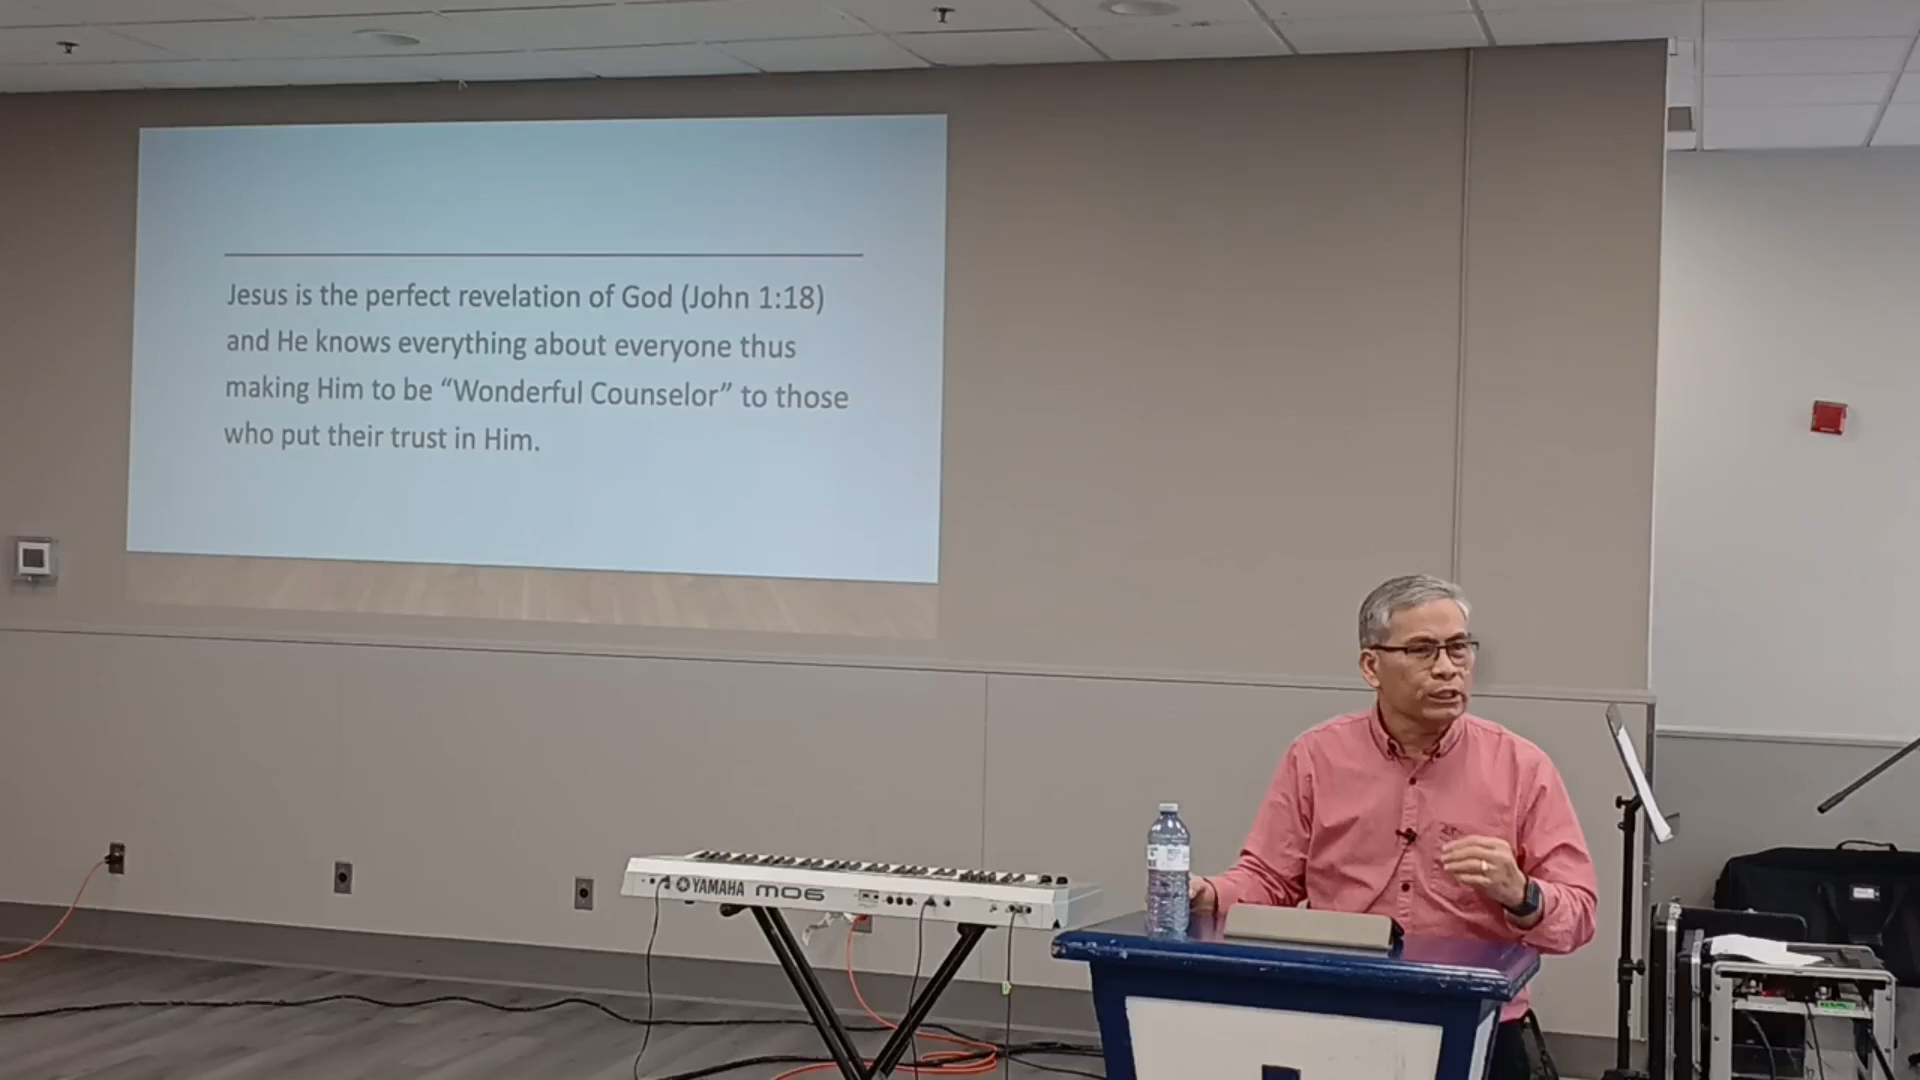 Jesus is the perfect revelation of God (John 1:18)
and He knows everything about everyone thus
making Him to be “Wonderful Counselor” to those
who put their trust in Him.
YAMAHA MO6